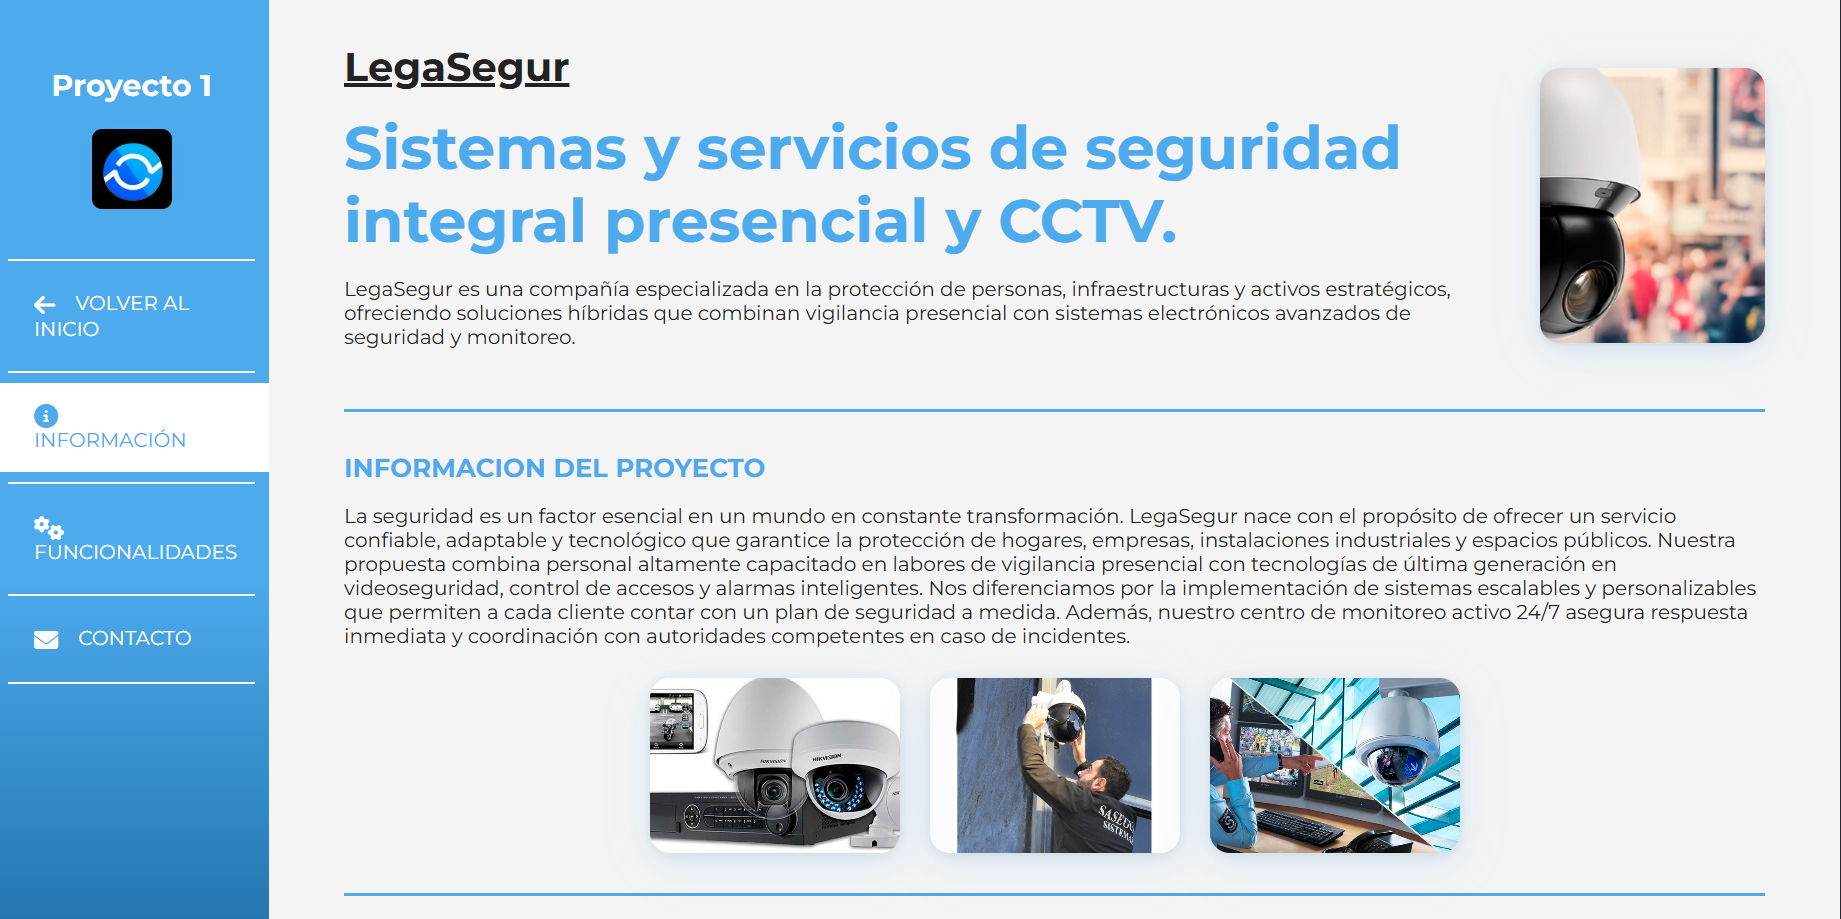 Proyecto 1
VOLVER AL
INICIO
INFORMACIÓN
FUNCIONALIDADES
CONTACTO
LegaSegur
Sistemas y servicios de seguridad
integral presencial y CCTV.
LegaSegur es una compañía especializada en la protección de personas, infraestructuras y activos estratégicos,
ofreciendo soluciones híbridas que combinan vigilancia presencial con sistemas electrónicos avanzados de
seguridad y monitoreo.
INFORMACION DEL PROYECTO
La seguridad es un factor esencial en un mundo en constante transformación. LegaSegur nace con el propósito de ofrecer un servicio
confiable, adaptable y tecnológico que garantice la protección de hogares, empresas, instalaciones industriales y espacios públicos. Nuestra
propuesta combina personal altamente capacitado en labores de vigilancia presencial con tecnologías de última generación en
videoseguridad, control de accesos y alarmas inteligentes. Nos diferenciamos por la implementación de sistemas escalables y personalizables
que permiten a cada cliente contar con un plan de seguridad a medida. Además, nuestro centro de monitoreo activo 24/7 asegura respuesta
inmediata y coordinación con autoridades competentes en caso de incidentes.
HIKVISION
HIKVISION